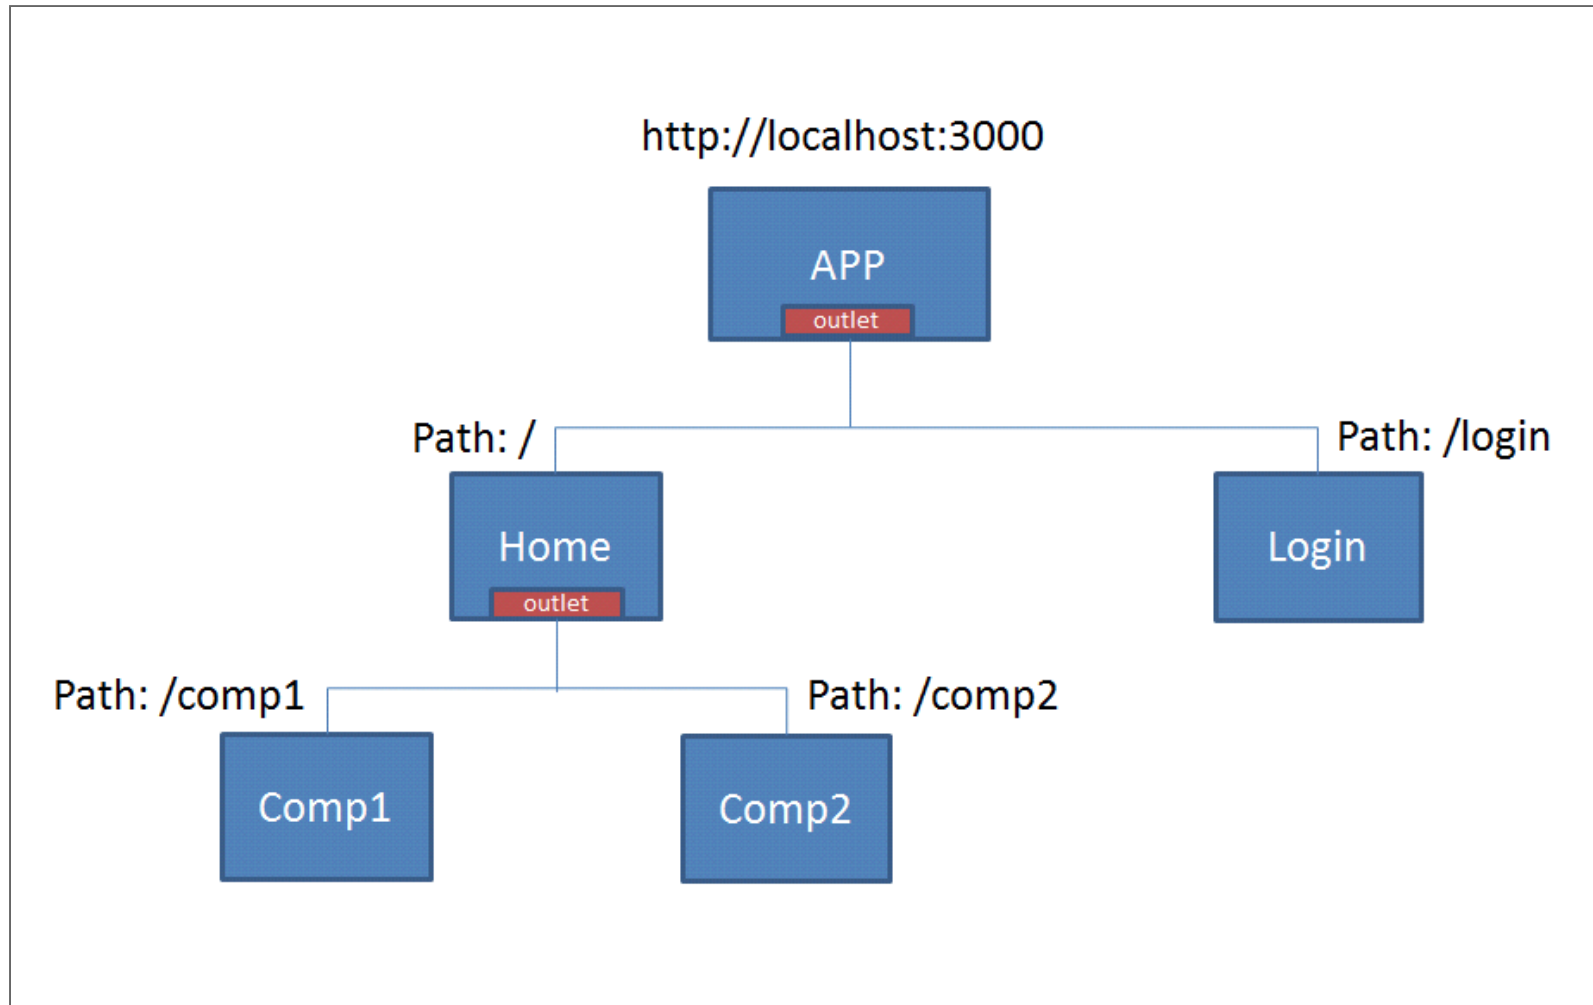 http://localhost:3000
APP
outlet
Path: /
Path: /login
Home
outlet
Login
Path: /comp1
Path: /comp2
Comp1
Comp2